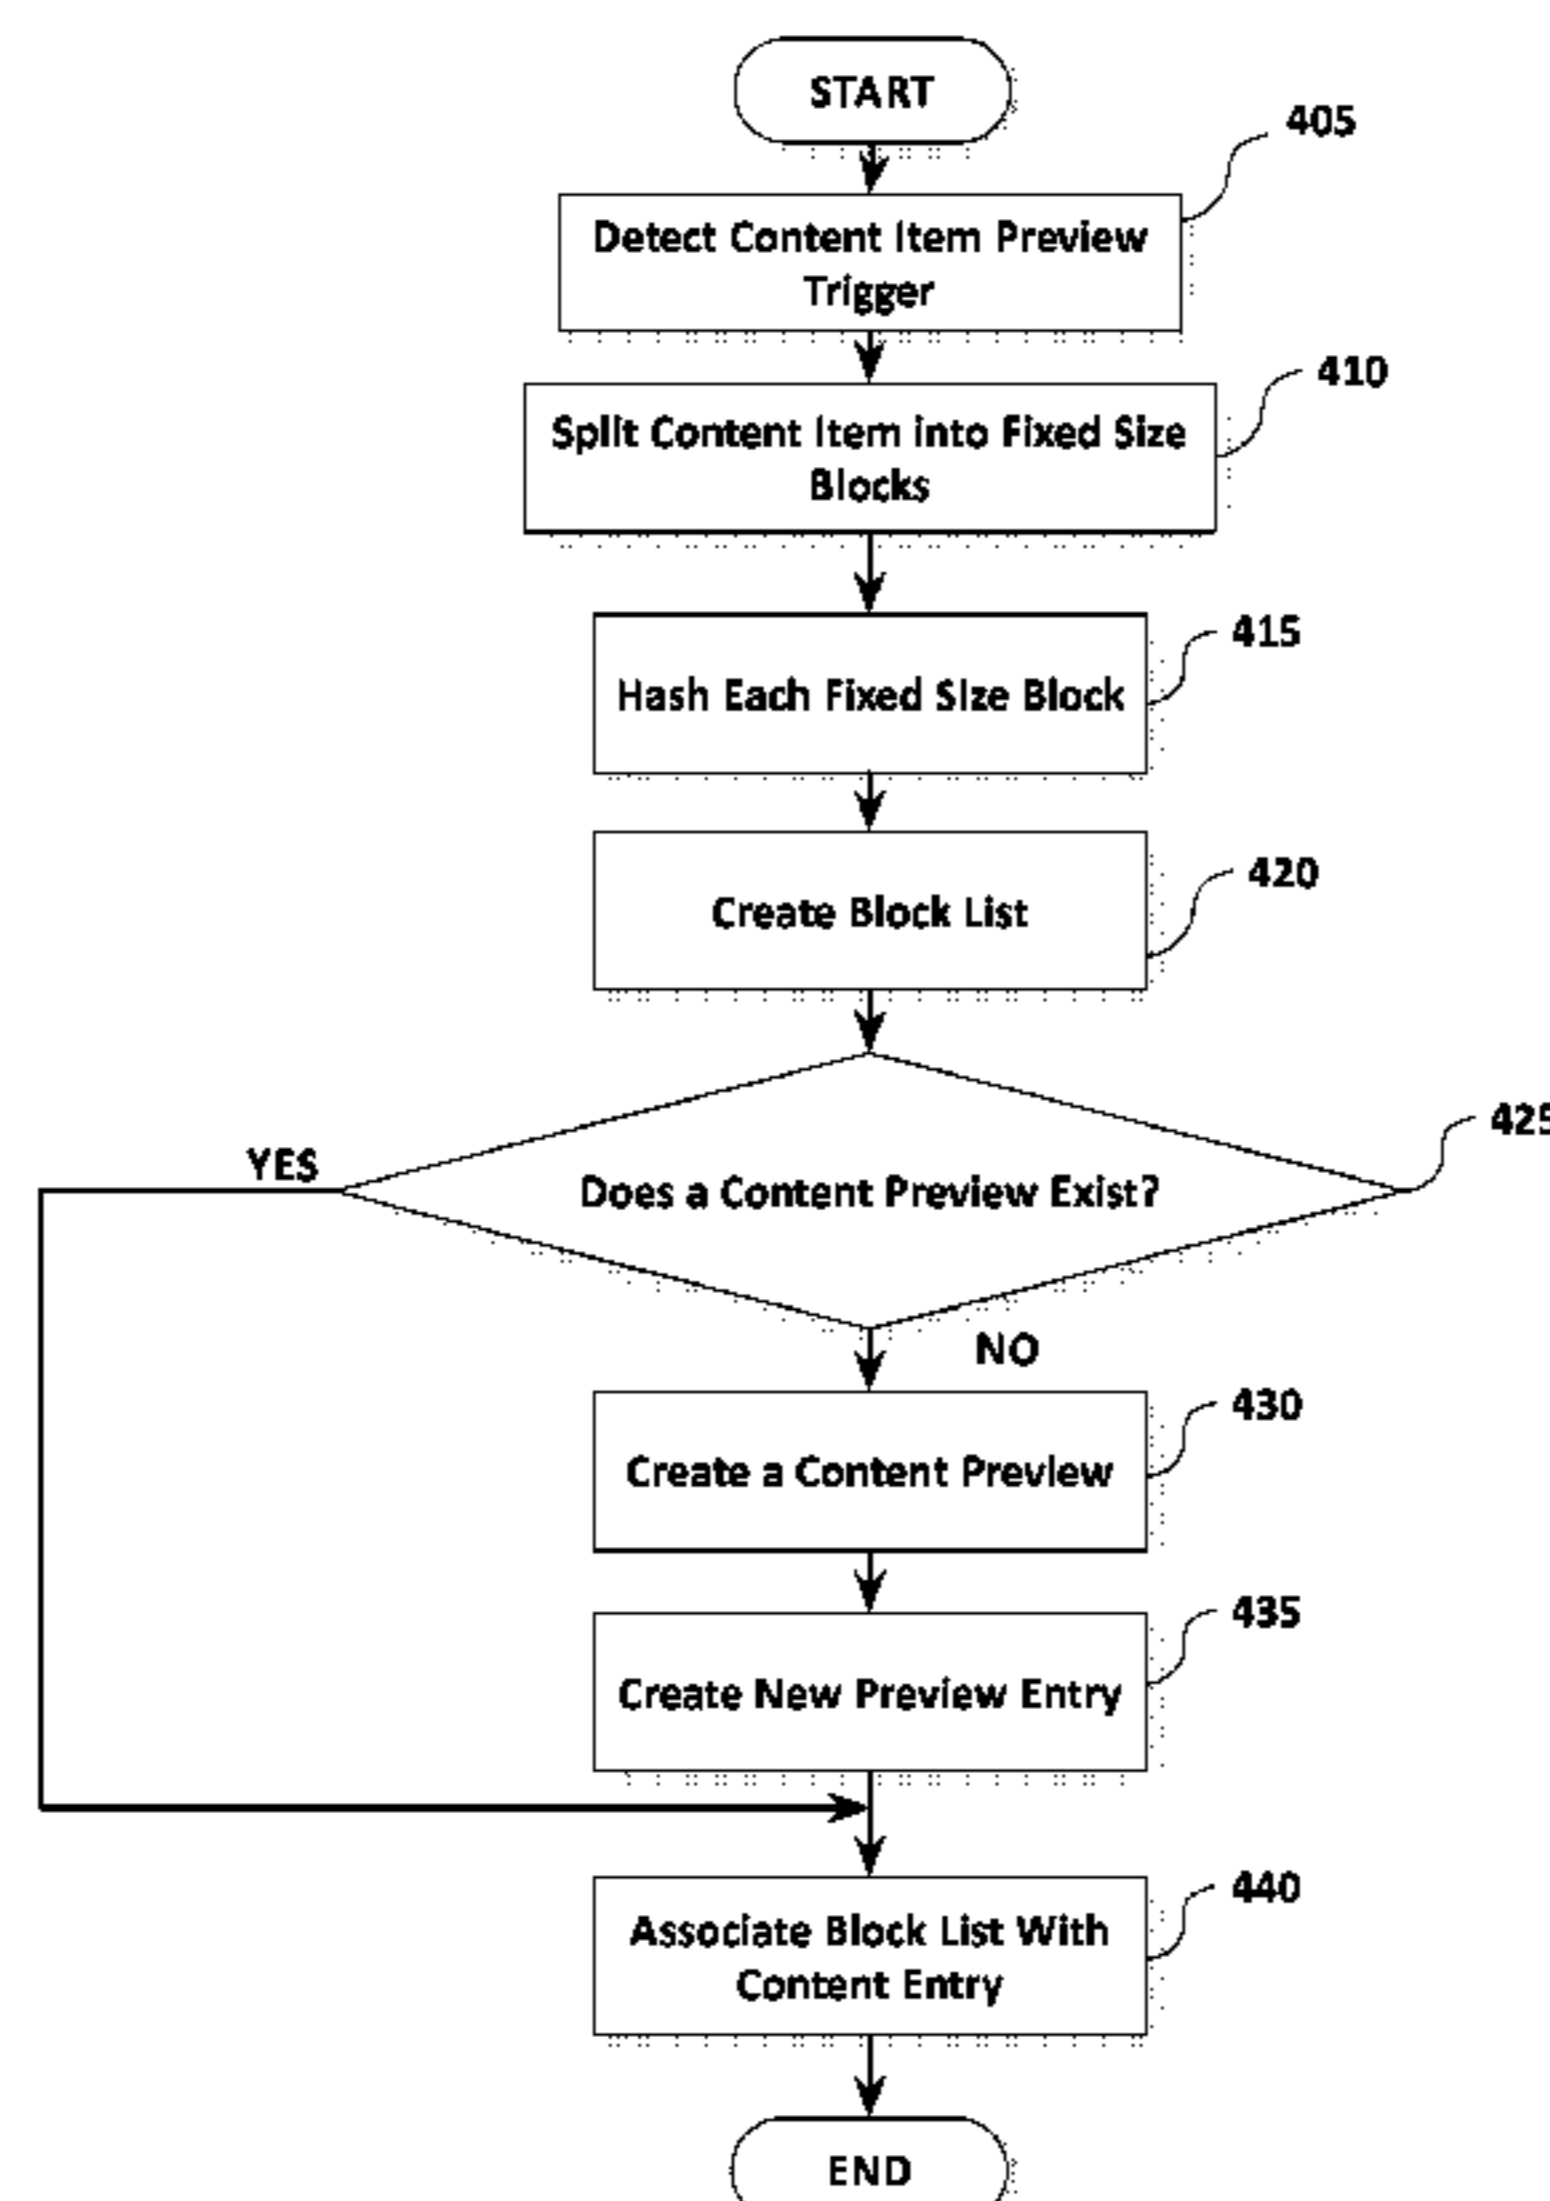 START
405
Detect Content Item Preview
Trigger
410
Split Content Item into Fixed Size
Blocks
415
Hash Each Fixed Size Block
420
Create Block List
425
YES
Does a Content Preview Exist?
NO
430
Create a Content Preview
435
Create New Preview Entry
440
Associate Block List With
Content Entry
END